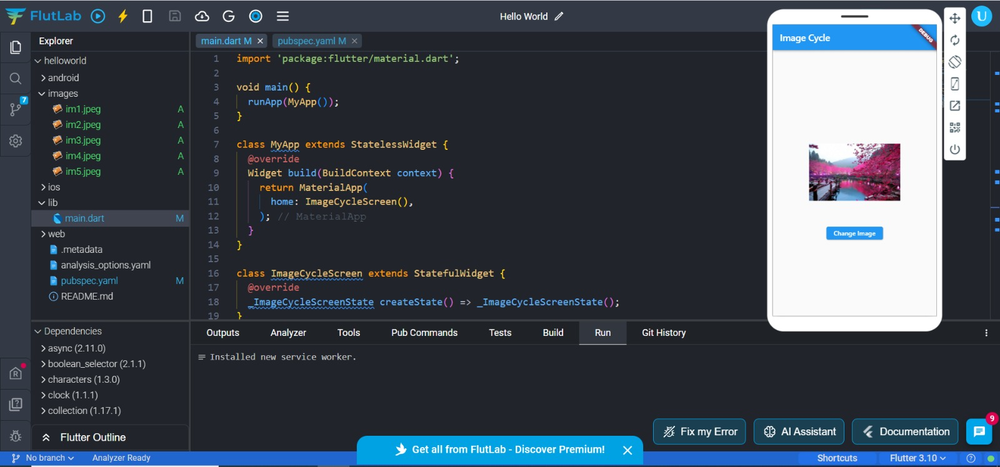 FlutLab
Hello World
U
Explorer
helloworld
android
images
im1.jpeg A
im2.jpeg A
im3.jpeg A
im4.jpeg A
im5.jpeg A
ios
lib
main.dart M
web
.metadata
analysis_options.yaml
pubspec.yaml M
README.md
7
Dependencies
async (2.11.0)
boolean_selector (2.1.1)
characters (1.3.0)
clock (1.1.1)
collection (1.17.1)
Flutter Outline
main.dart M ×
pubspec.yaml M ×
1 import 'package:flutter/material.dart';
2
3 void main() {
4 runApp(MyApp());
5 }
6
7 class MyApp extends StatelessWidget {
8 @override
9 Widget build(BuildContext context) {
10 return MaterialApp(
11 home: ImageCycleScreen(),
12 ); // MaterialApp
13 }
14 }
15
16 class ImageCycleScreen extends StatefulWidget {
17 @override
18 _ImageCycleScreenState createState() => _ImageCycleScreenState();
19 }
Image Cycle
DEBUG
Change Image
Outputs Analyzer Tools Pub Commands Tests Build Run Git History
Installed new service worker.
Fix my Error
AI Assistant
Documentation
9
Get all from FlutLab - Discover Premium!
No branch
Analyzer Ready
Shortcuts
Flutter 3.10